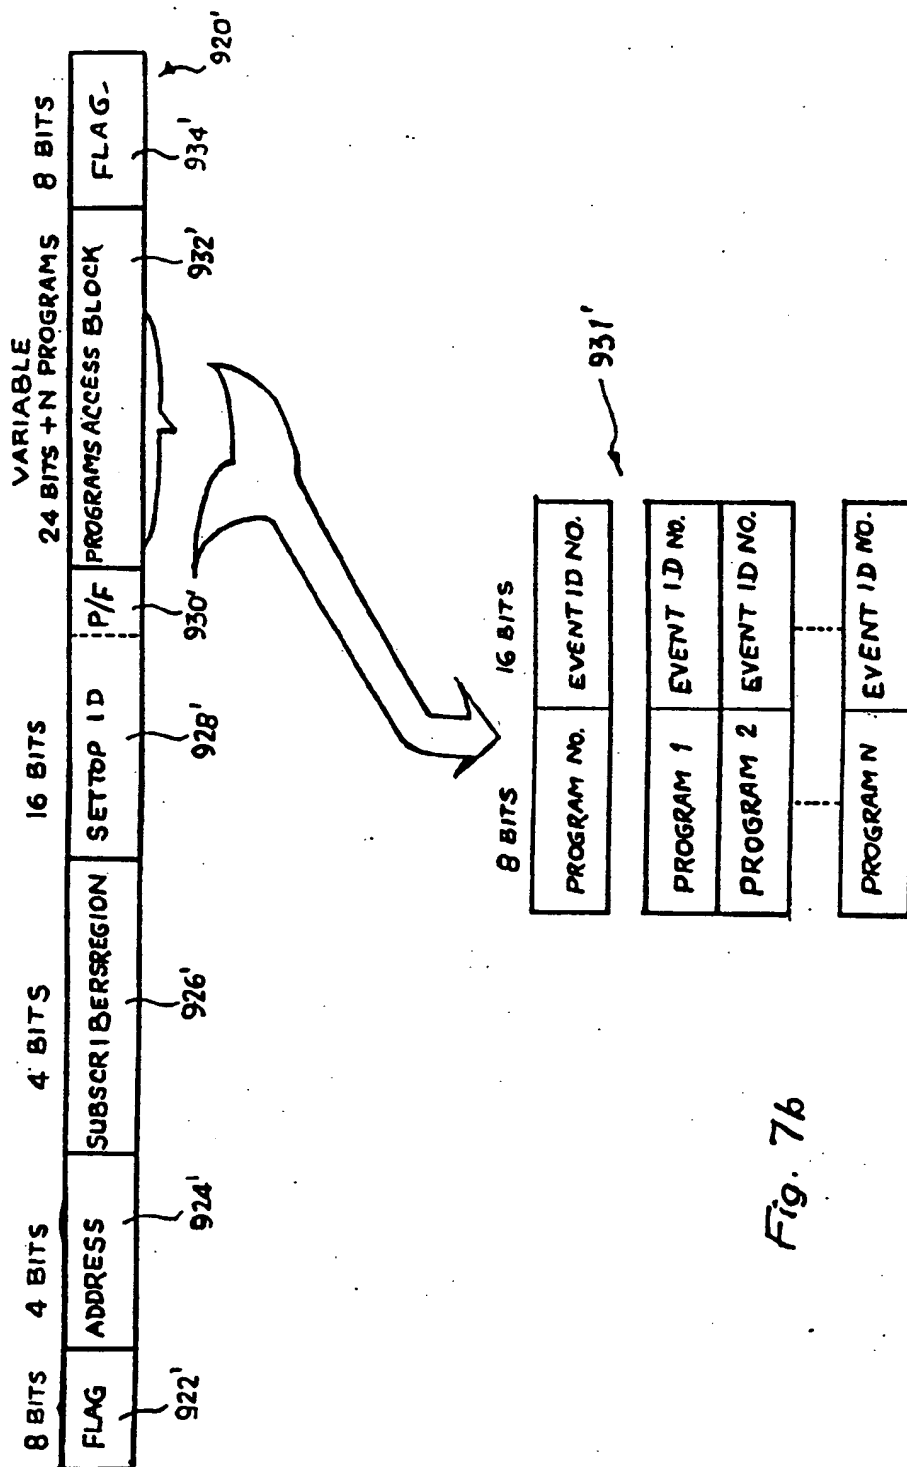 VARIABLE
8 BITS 4 BITS 4 BITS 16 BITS 24 BITS + N PROGRAMS 8 BITS
FLAG ADDRESS SUBSCRIBERSREGION SETTOP ID P/F PROGRAMS ACCESS BLOCK FLAG
922' 924' 926' 928' 930' 932' 934' 920'
8 BITS 16 BITS
931'
PROGRAM NO. EVENT ID NO.
PROGRAM 1 EVENT ID NO.
PROGRAM 2 EVENT ID NO.
PROGRAM N EVENT ID NO.
Fig. 7b